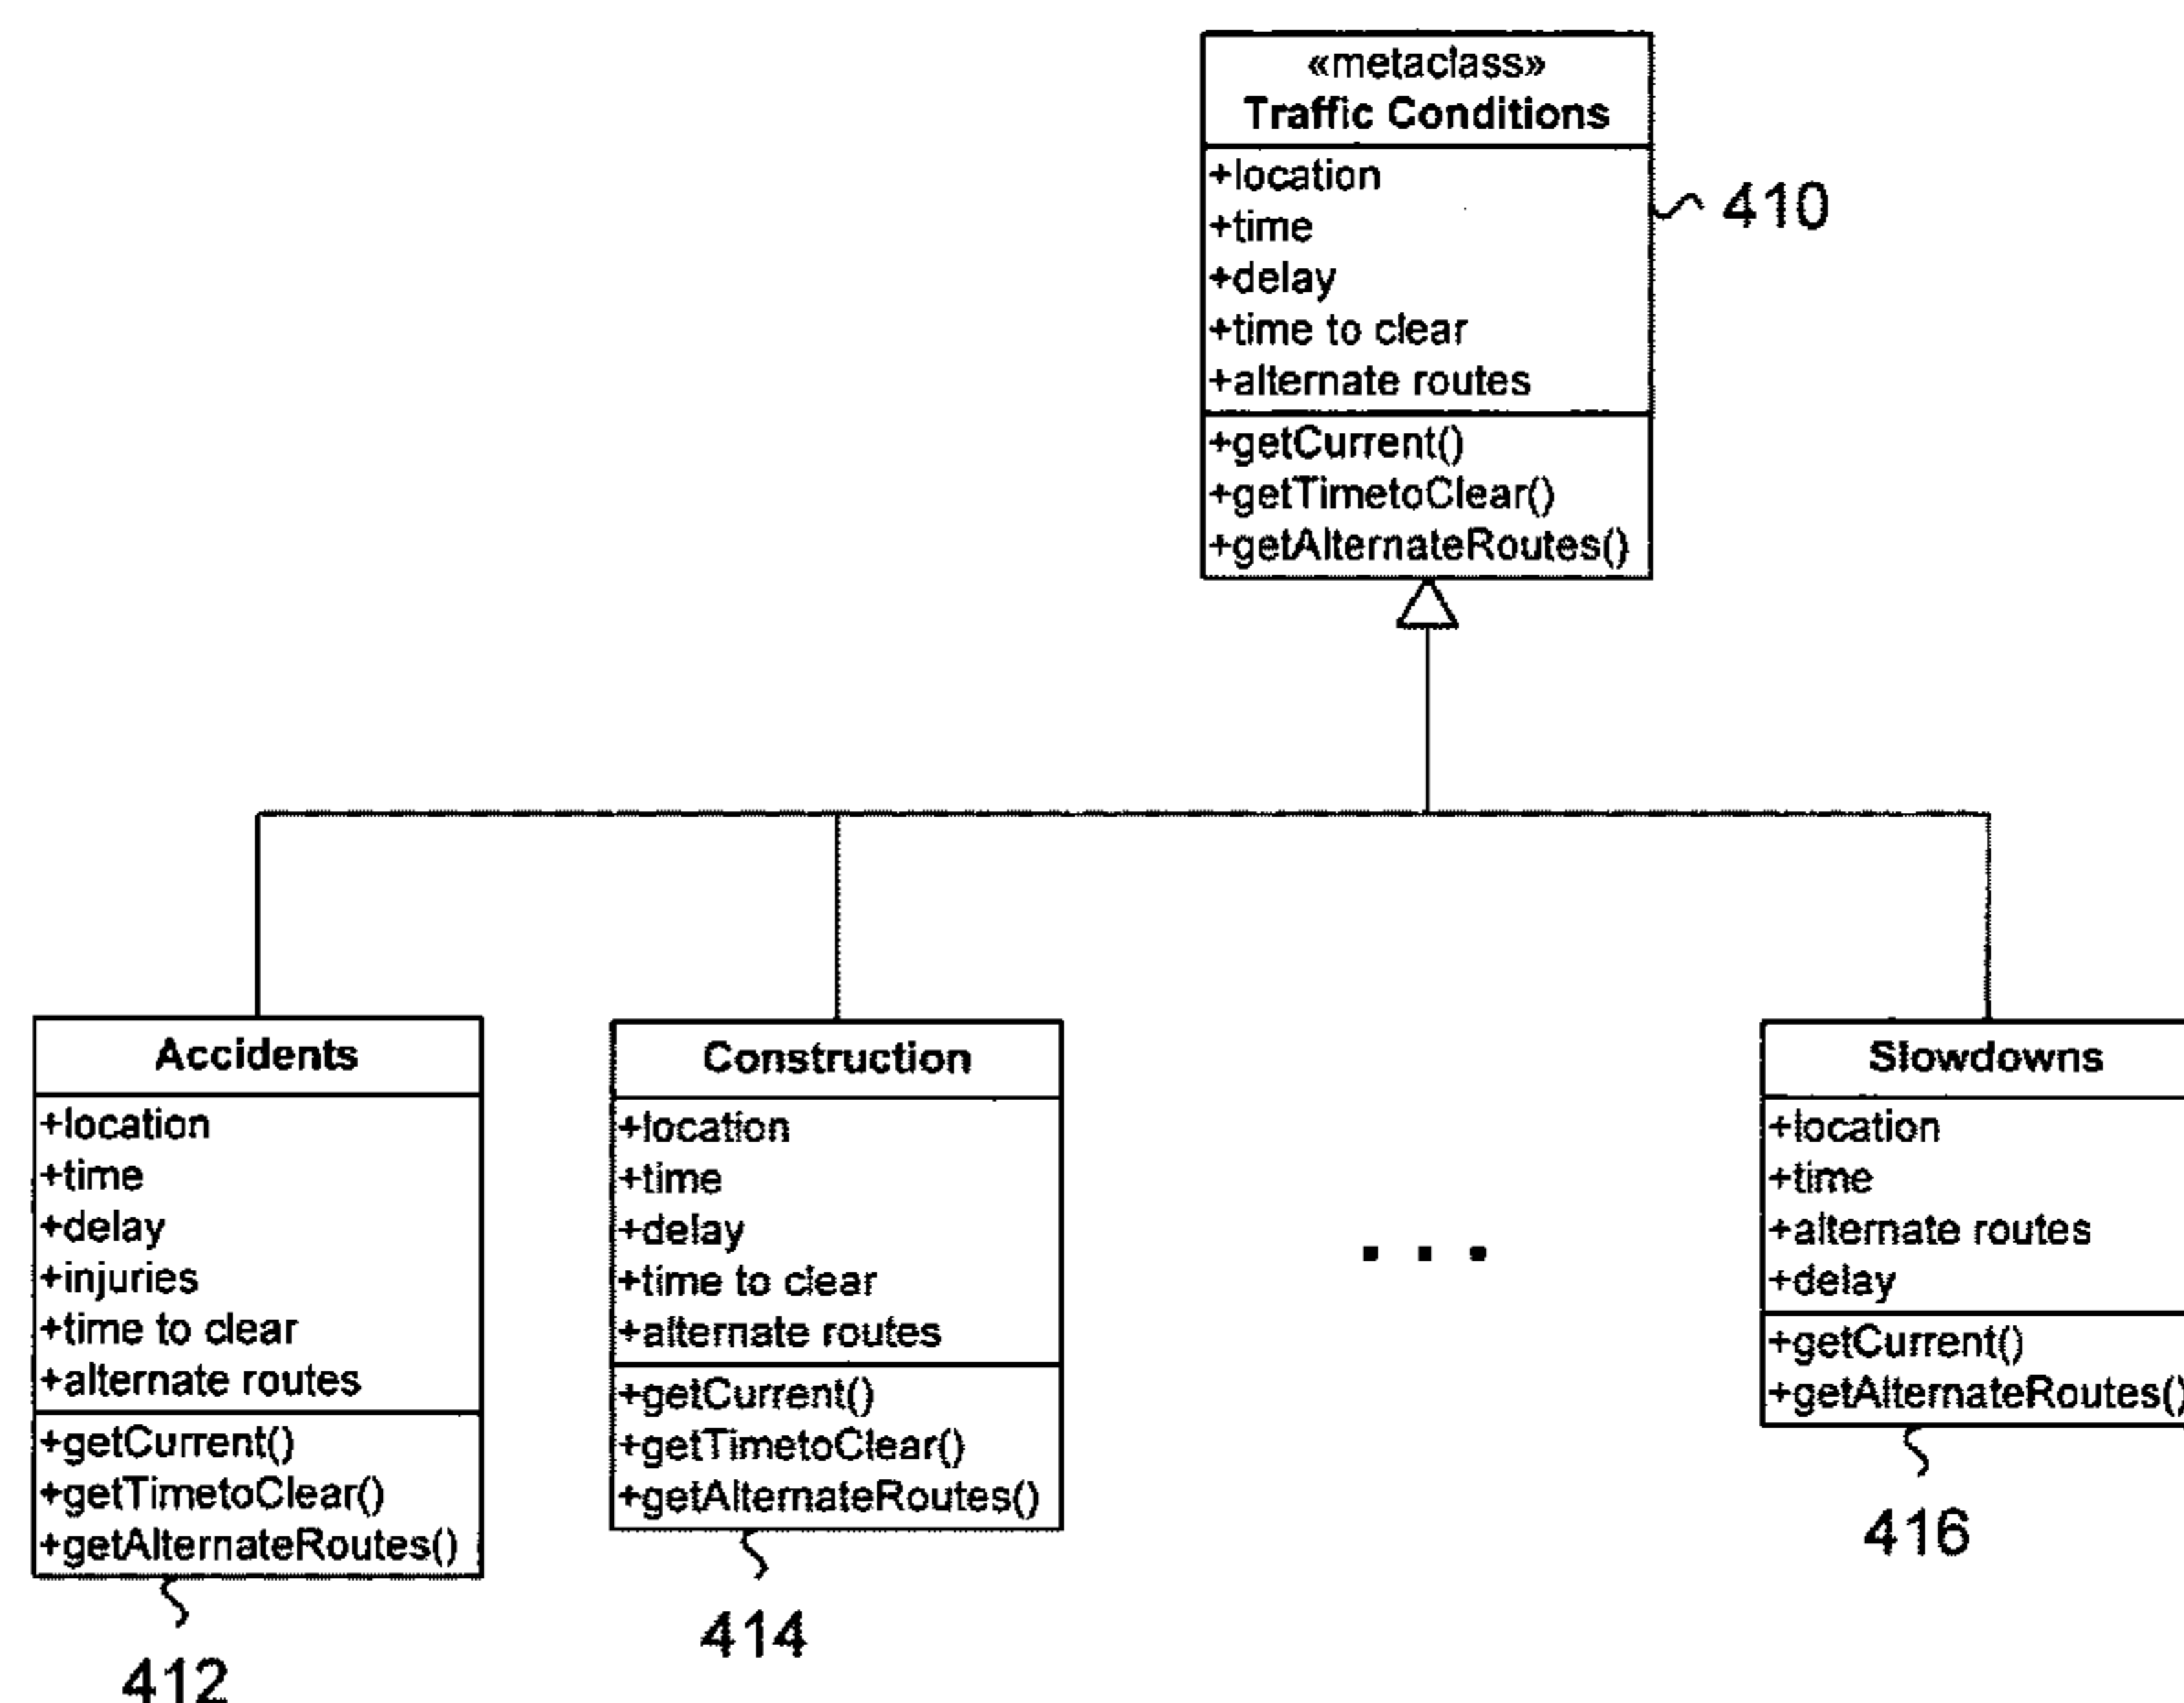 «metaclass»
Traffic Conditions
+location
+time
+delay
+time to clear
+alternate routes
+getCurrent()
+getTimetoClear()
+getAlternateRoutes()
410
Accidents
+location
+time
+delay
+injuries
+time to clear
+alternate routes
+getCurrent()
+getTimetoClear()
+getAlternateRoutes()
412
Construction
+location
+time
+delay
+time to clear
+alternate routes
+getCurrent()
+getTimetoClear()
+getAlternateRoutes()
414
. . .
Slowdowns
+location
+time
+alternate routes
+delay
+getCurrent()
+getAlternateRoutes()
416